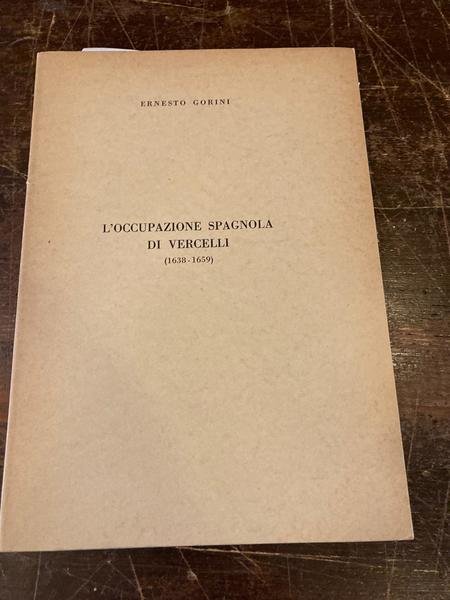 ERNESTO GORINI
L'OCCUPAZIONE SPAGNOLA
DI VERCELLI
(1638-1659)